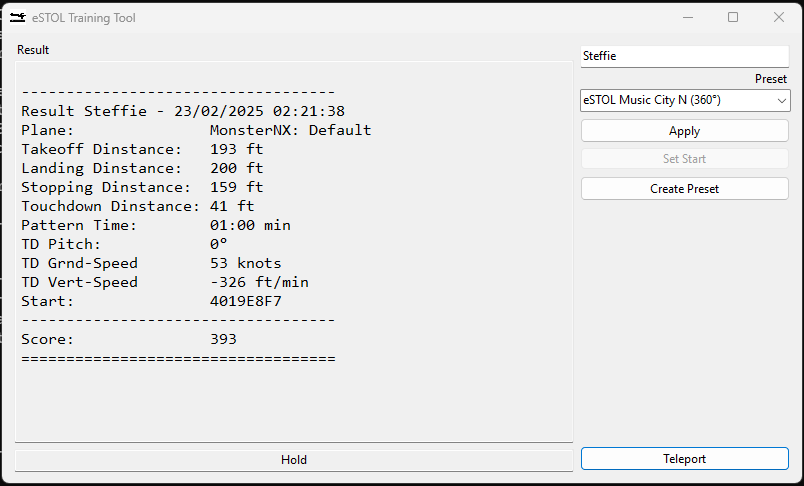 eSTOL Training Tool
Result
---------------------------------
Result Steffie - 23/02/2025 02:21:38
Plane: MonsterNX: Default
Takeoff Dinstance: 193 ft
Landing Dinstance: 200 ft
Stopping Dinstance: 159 ft
Touchdown Dinstance: 41 ft
Pattern Time: 01:00 min
TD Pitch: 0°
TD Grnd-Speed 53 knots
TD Vert-Speed -326 ft/min
Start: 4019E8F7
---------------------------------
Score: 393
=================================
Hold
Steffie
Preset
eSTOL Music City N (360°)
Apply
Set Start
Create Preset
Teleport